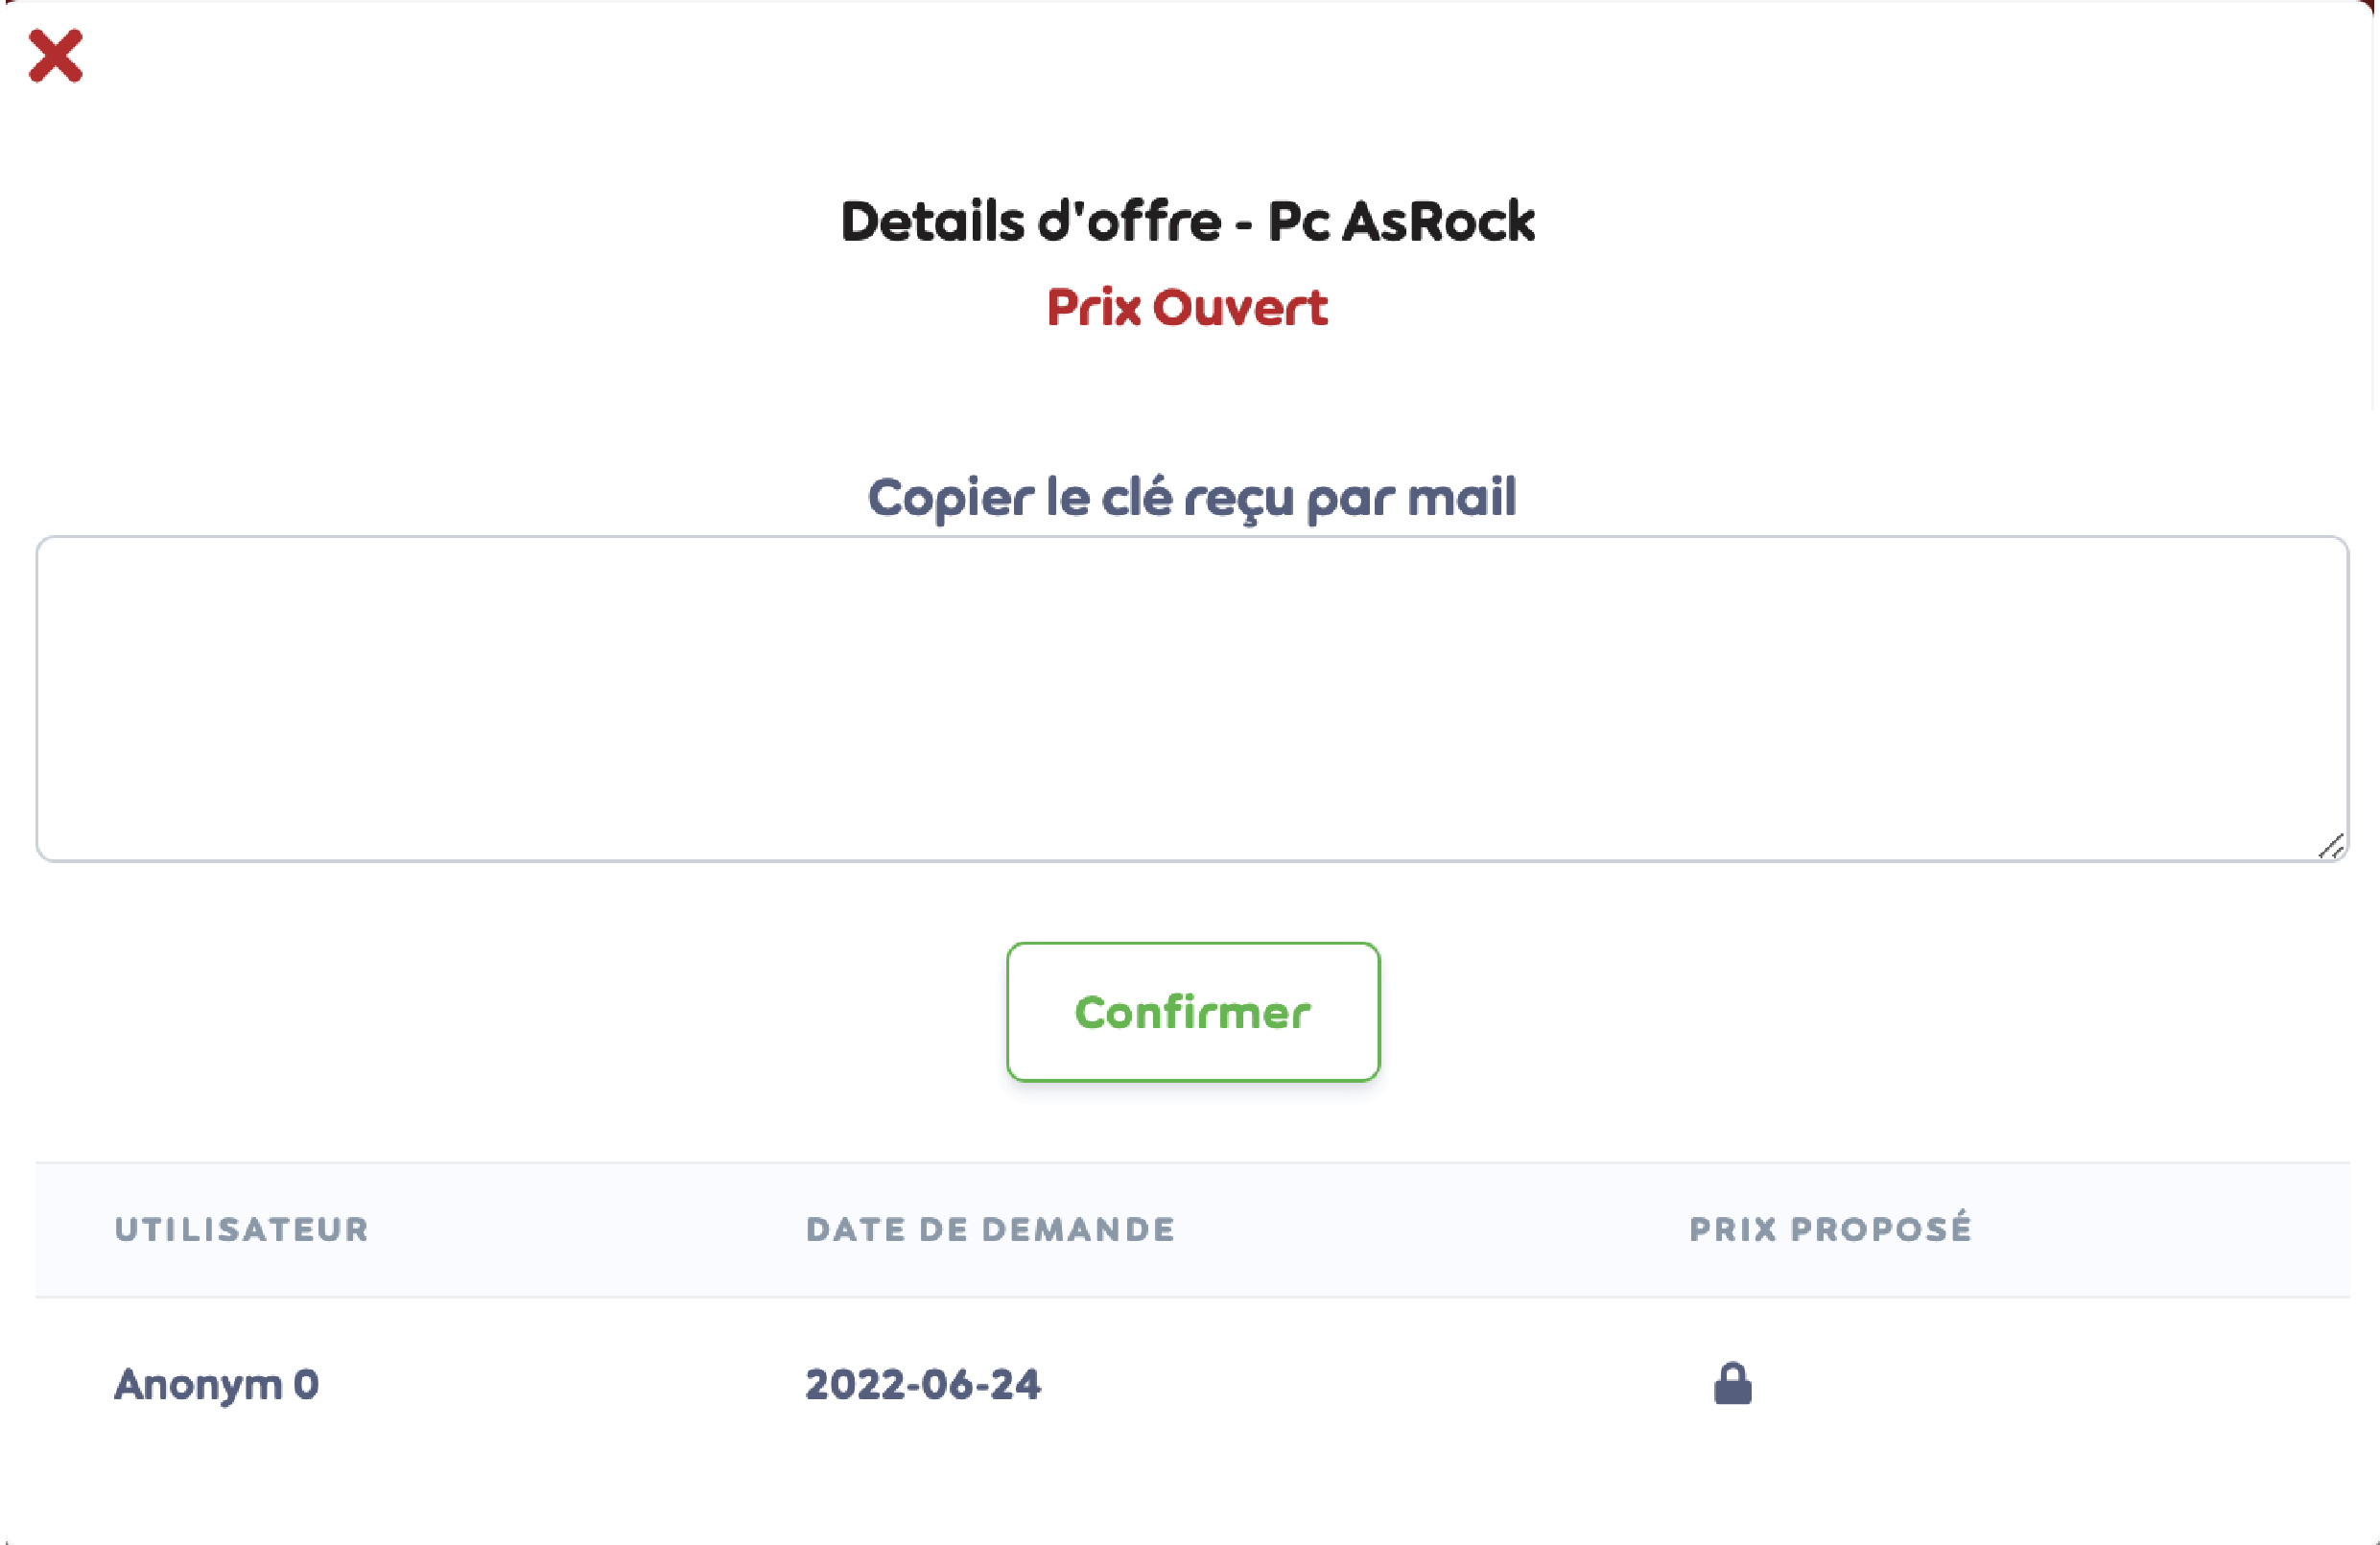 Details d'offre - Pc AsRock
Prix Ouvert
Copier le clé reçu par mail
Confirmer
UTILISATEUR DATE DE DEMANDE PRIX PROPOSÉ
Anonym 0 2022-06-24